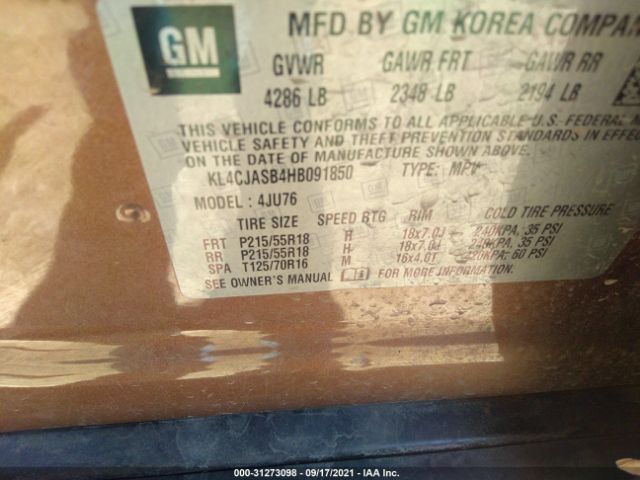 GM
MFD BY GM KOREA COMPAN
GVWR GAWR FRT GAWR RR
4286 LB 2348 LB 2194 LB
THIS VEHICLE CONFORMS TO ALL APPLICABLE U.S. FEDERAL M
VEHICLE SAFETY AND THEFT PREVENTION STANDARDS IN EFFEC
ON THE DATE OF MANUFACTURE SHOWN ABOVE.
KL4CJASB4HB091850 TYPE: MPV
MODEL : 4JU76
TIRE SIZE SPEED RTG RIM COLD TIRE PRESSURE
FRT P215/55R18 H 18x7.0J 240KPA, 35 PSI
RR P215/55R18 H 18x7.0J 240KPA, 35 PSI
SPA T125/70R16 M 16x4.0T 420KPA, 60 PSI
SEE OWNER'S MANUAL FOR MORE INFORMATION.
000-31273098 - 09/17/2021 - IAA Inc.